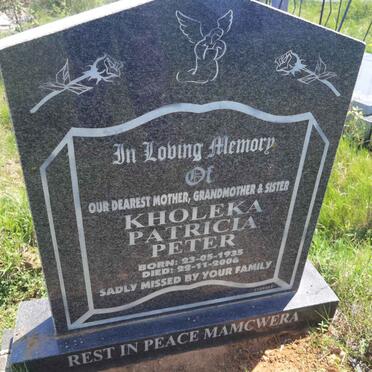 In Loving Memory
Of
OUR DEAREST MOTHER, GRANDMOTHER & SISTER
KHOLEKA
PATRICIA
PETER
BORN: 23-05-1935
DIED: 22-11-2006
SADLY MISSED BY YOUR FAMILY
REST IN PEACE MAMCWERA